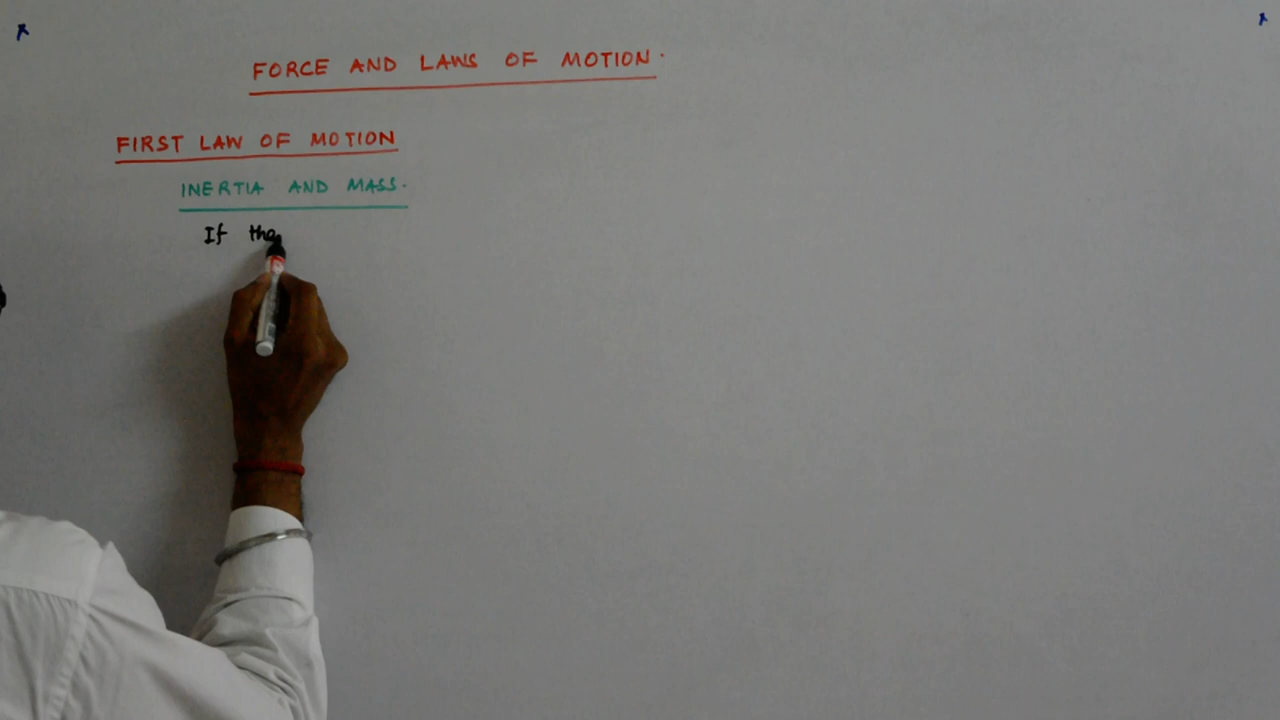 FORCE AND LAWS OF MOTION.
FIRST LAW OF MOTION
INERTIA AND MASS.
If the